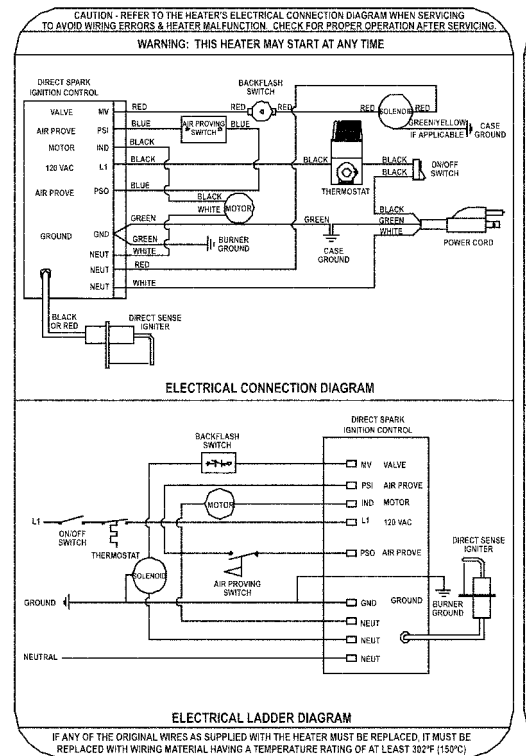 CAUTION - REFER TO THE HEATER'S ELECTRICAL CONNECTION DIAGRAM WHEN SERVICING
TO AVOID WIRING ERRORS & HEATER MALFUNCTION. CHECK FOR PROPER OPERATION AFTER SERVICING.
WARNING: THIS HEATER MAY START AT ANY TIME
DIRECT SPARK
IGNITION CONTROL
BACKFLASH
SWITCH
VALVE MV RED RED RED RED SOLENOID RED
AIR PROVE PSI BLUE AIR PROVING
SWITCH BLUE
GREEN/YELLOW
IF APPLICABLE
CASE
GROUND
MOTOR IND BLACK
120 VAC L1 BLACK BLACK BLACK
THERMOSTAT
ON/OFF
SWITCH
BLACK
AIR PROVE PSO BLUE
BLACK
WHITE MOTOR
GREEN
GROUND GND
GREEN BURNER
GROUND
GREEN
CASE
GROUND
BLACK
GREEN
WHITE
POWER CORD
NEUT WHITE
NEUT RED
NEUT WHITE
BLACK
OR RED
DIRECT SENSE
IGNITER
ELECTRICAL CONNECTION DIAGRAM
DIRECT SPARK
IGNITION CONTROL
BACKFLASH
SWITCH
MV VALVE
PSI AIR PROVE
MOTOR IND MOTOR
L1 L1 120 VAC
ON/OFF
SWITCH
THERMOSTAT
PSO AIR PROVE
DIRECT SENSE
IGNITER
SOLENOID
AIR PROVING
SWITCH
GROUND GND GROUND
BURNER
GROUND
NEUT
NEUT
NEUTRAL NEUT
ELECTRICAL LADDER DIAGRAM
IF ANY OF THE ORIGINAL WIRES AS SUPPLIED WITH THE HEATER MUST BE REPLACED, IT MUST BE
REPLACED WITH WIRING MATERIAL HAVING A TEMPERATURE RATING OF AT LEAST 302°F (150°C)